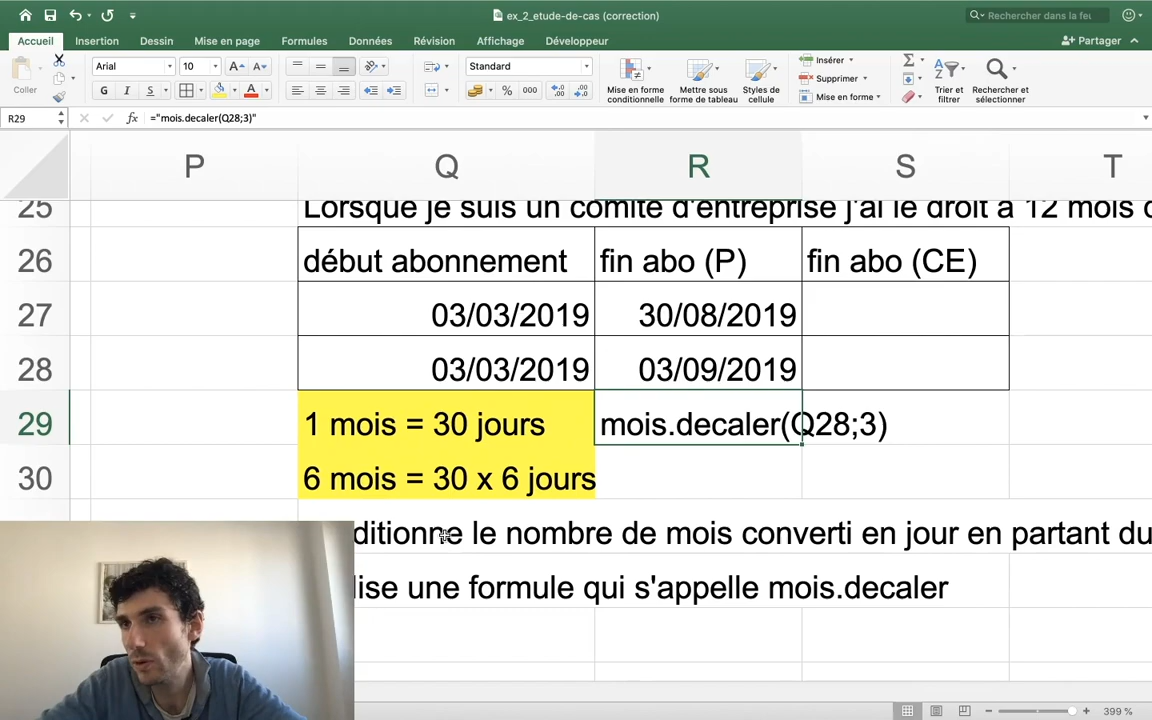 ex_2_etude-de-cas (correction)
Rechercher dans la feu
Accueil
Insertion
Dessin
Mise en page
Formules
Données
Révision
Affichage
Développeur
Partager
Coller
Arial
10
G
I
S
A
Standard
%
000
Mise en forme
conditionnelle
Mettre sous
forme de tableau
Styles de
cellule
Insérer
Supprimer
Mise en forme
Trier et
filtrer
Rechercher et
sélectionner
R29
fx
="mois.decaler(Q28;3)"
P
Q
R
S
T
25
Lorsque je suis un comité d'entreprise j'ai le droit à 12 mois
26
début abonnement
fin abo (P)
fin abo (CE)
27
03/03/2019
30/08/2019
28
03/03/2019
03/09/2019
29
1 mois = 30 jours
mois.decaler(Q28;3)
30
6 mois = 30 x 6 jours
ditionne le nombre de mois converti en jour en partant du
lise une formule qui s'appelle mois.decaler
399 %